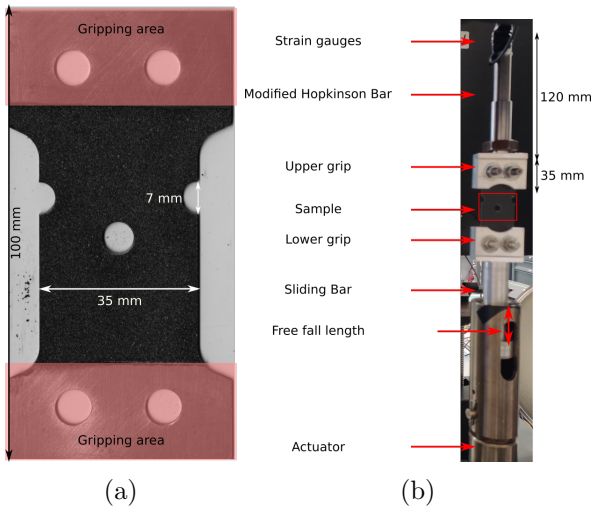 Gripping area
7 mm
100 mm
35 mm
Gripping area
(a)
Strain gauges
Modified Hopkinson Bar
120 mm
Upper grip
35 mm
Sample
Lower grip
Sliding Bar
Free fall length
Actuator
(b)